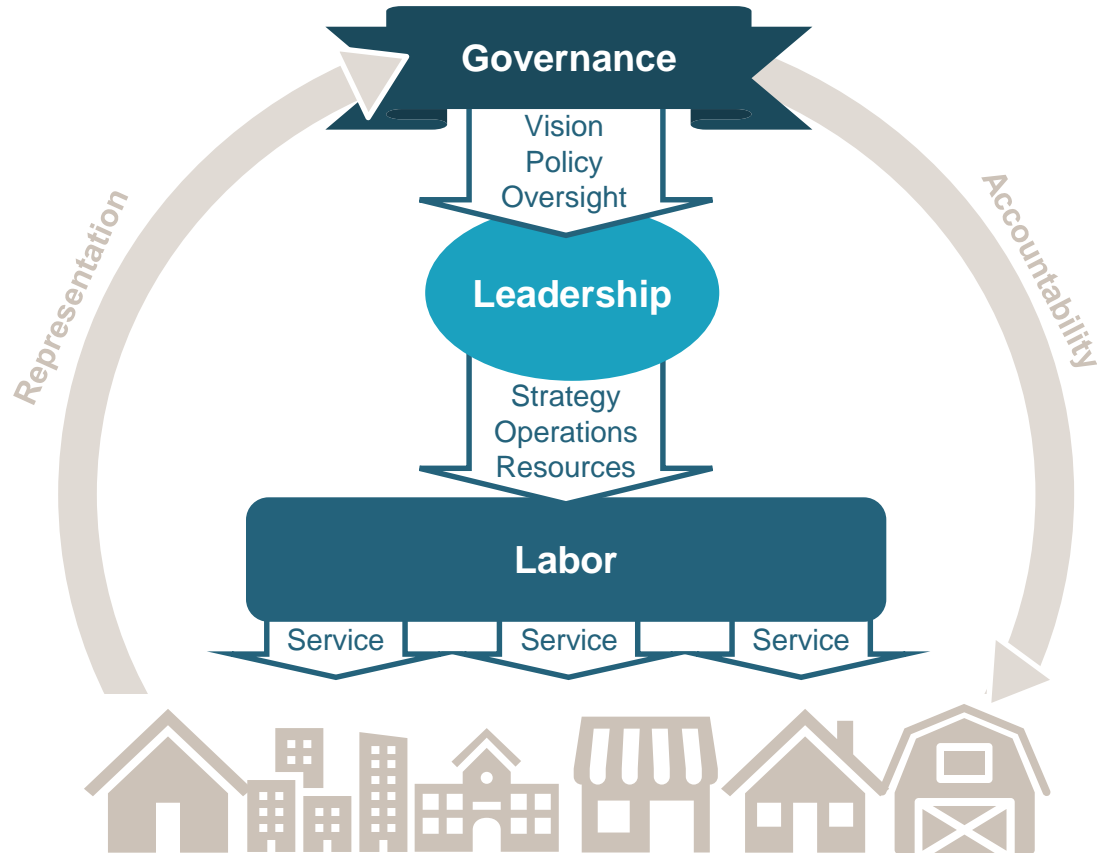 Governance
Vision
Policy
Oversight
Representation
Accountability
Leadership
Strategy
Operations
Resources
Labor
Service
Service
Service